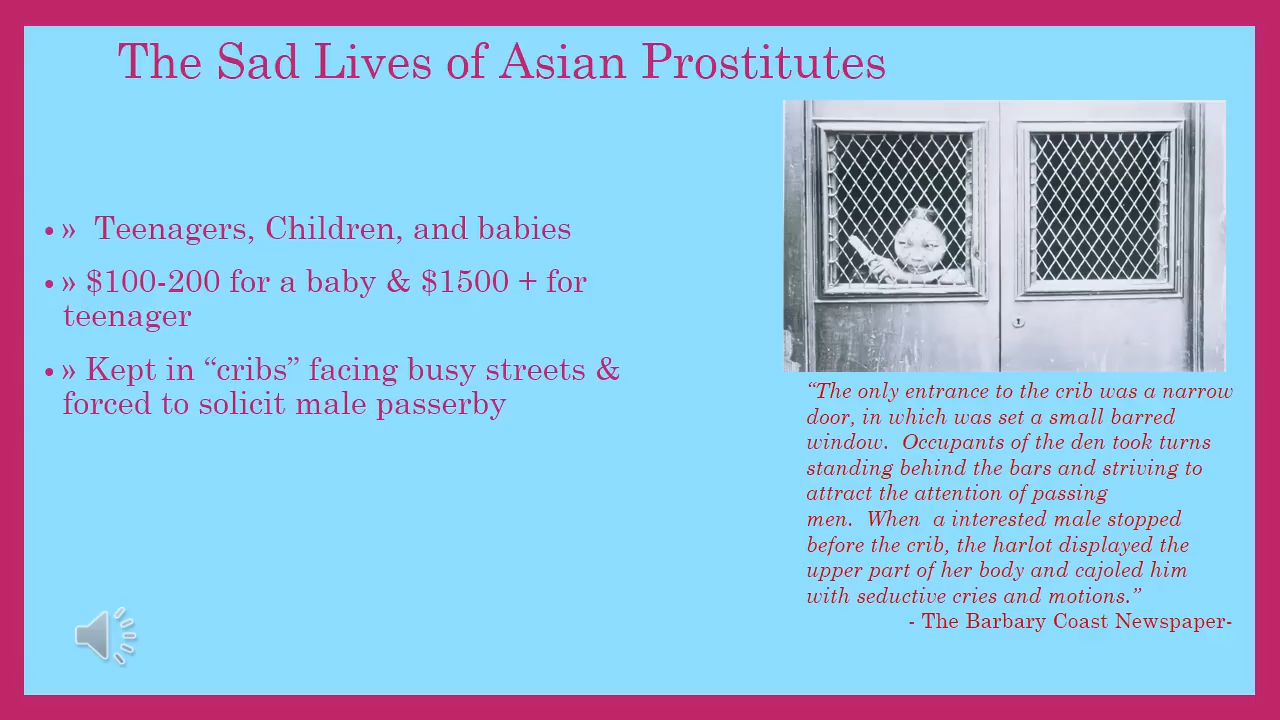 The Sad Lives of Asian Prostitutes
• »  Teenagers, Children, and babies
• » $100-200 for a baby & $1500 + for
teenager
• » Kept in “cribs” facing busy streets &
forced to solicit male passerby
“The only entrance to the crib was a narrow
door, in which was set a small barred
window.  Occupants of the den took turns
standing behind the bars and striving to
attract the attention of passing
men.  When  a interested male stopped
before the crib, the harlot displayed the
upper part of her body and cajoled him
with seductive cries and motions.”
- The Barbary Coast Newspaper-